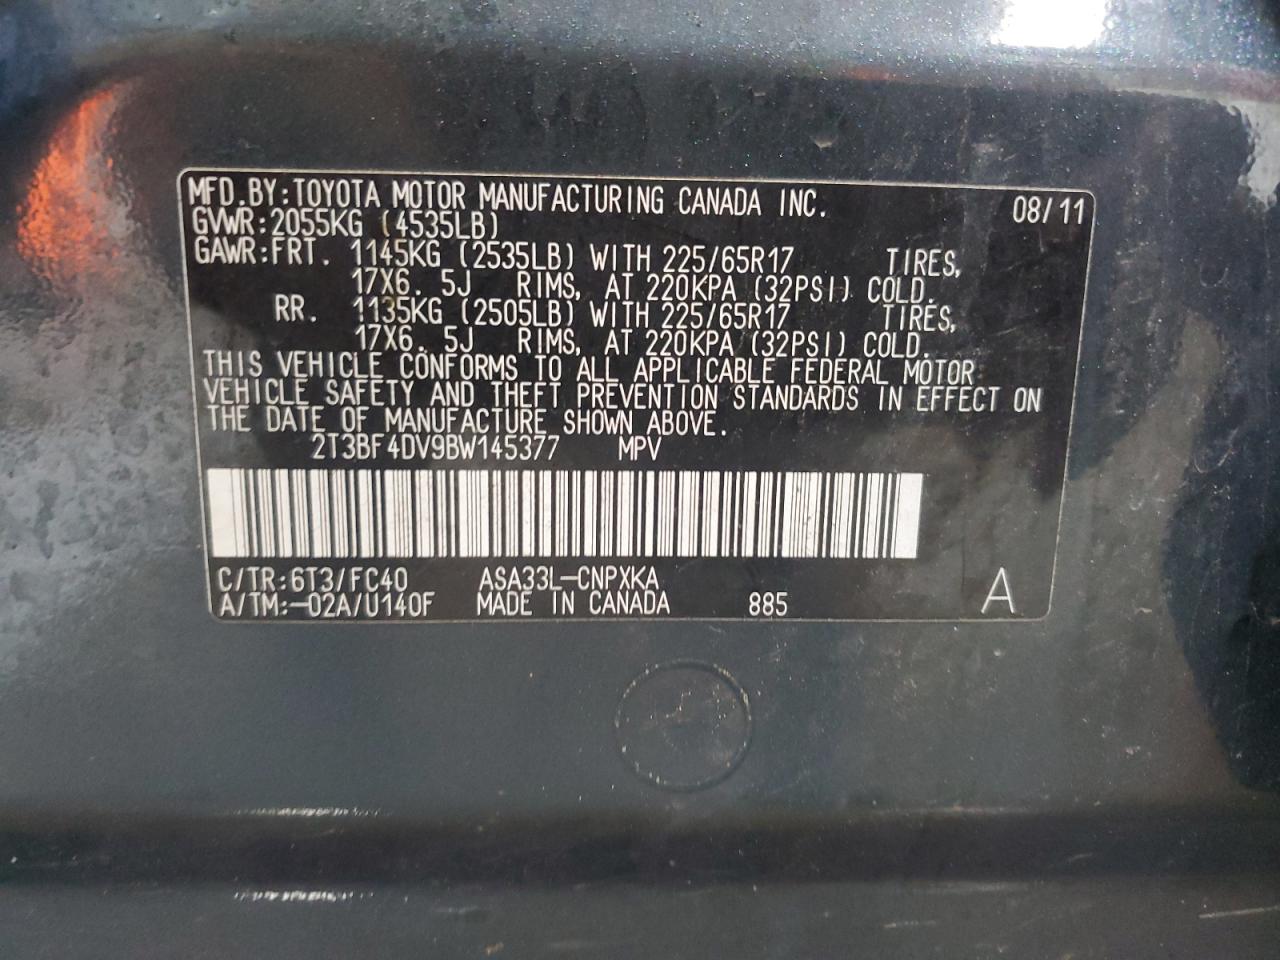 MFD.BY:TOYOTA MOTOR MANUFACTURING CANADA INC. 08/11
GVWR:2055KG (4535LB)
GAWR:FRT. 1145KG (2535LB) WITH 225/65R17 TIRES,
17X6. 5J RIMS, AT 220KPA (32PSI) COLD.
RR. 1135KG (2505LB) WITH 225/65R17 TIRES,
17X6. 5J RIMS, AT 220KPA (32PSI) COLD.
THIS VEHICLE CONFORMS TO ALL APPLICABLE FEDERAL MOTOR
VEHICLE SAFETY AND THEFT PREVENTION STANDARDS IN EFFECT ON
THE DATE OF MANUFACTURE SHOWN ABOVE.
2T3BF4DV9BW145377 MPV
C/TR:6T3/FC40 ASA33L-CNPXKA
A/TM:-02A/U140F MADE IN CANADA 885 A